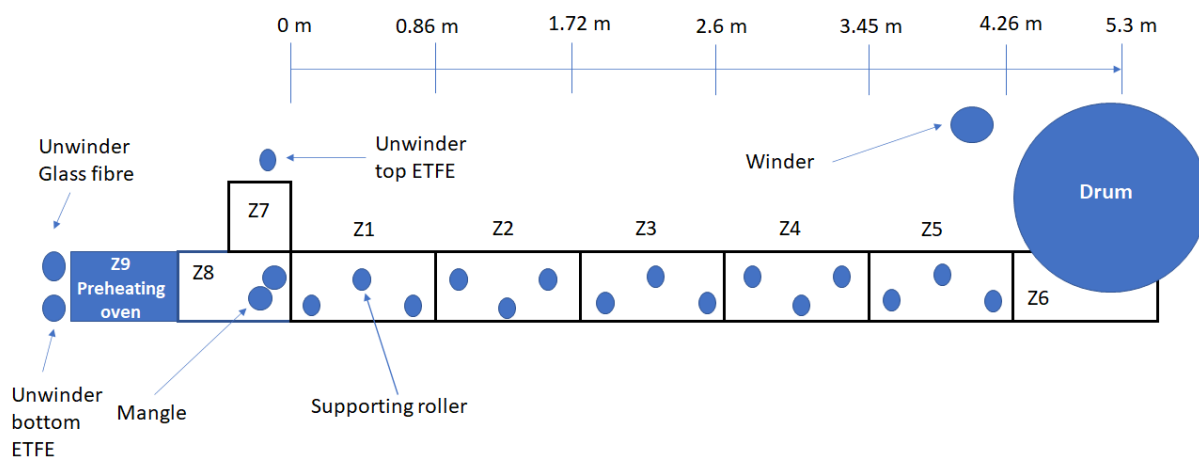 0 m
0.86 m
1.72 m
2.6 m
3.45 m
4.26 m
5.3 m
Unwinder
Glass fibre
Unwinder
top ETFE
Winder
Drum
Z7
Z1
Z2
Z3
Z4
Z5
Z9
Preheating
oven
Z8
Z6
Unwinder
bottom
ETFE
Mangle
Supporting roller